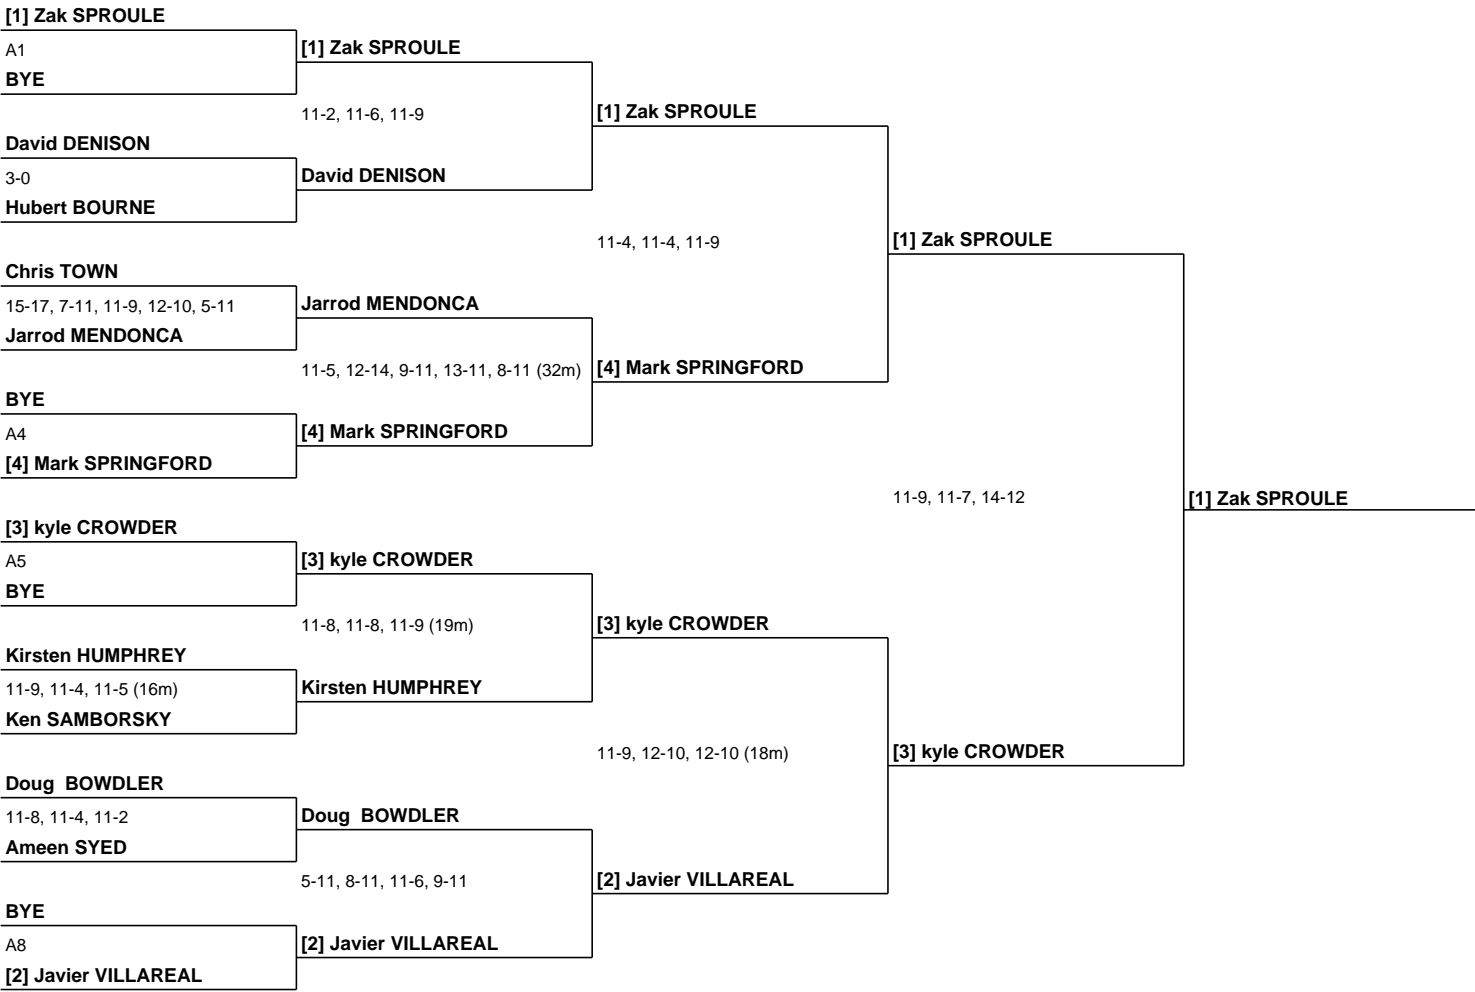 [1] Zak SPROULE
A1
BYE
David DENISON
3-0
Hubert BOURNE
Chris TOWN
15-17, 7-11, 11-9, 12-10, 5-11
Jarrod MENDONCA
BYE
A4
[4] Mark SPRINGFORD
[3] kyle CROWDER
A5
BYE
Kirsten HUMPHREY
11-9, 11-4, 11-5 (16m)
Ken SAMBORSKY
Doug  BOWDLER
11-8, 11-4, 11-2
Ameen SYED
BYE
A8
[2] Javier VILLAREAL
[1] Zak SPROULE
11-2, 11-6, 11-9
David DENISON
Jarrod MENDONCA
11-5, 12-14, 9-11, 13-11, 8-11 (32m)
[4] Mark SPRINGFORD
[3] kyle CROWDER
11-8, 11-8, 11-9 (19m)
Kirsten HUMPHREY
Doug  BOWDLER
5-11, 8-11, 11-6, 9-11
[2] Javier VILLAREAL
[1] Zak SPROULE
11-4, 11-4, 11-9
[4] Mark SPRINGFORD
[3] kyle CROWDER
11-9, 12-10, 12-10 (18m)
[2] Javier VILLAREAL
[1] Zak SPROULE
11-9, 11-7, 14-12
[3] kyle CROWDER
[1] Zak SPROULE